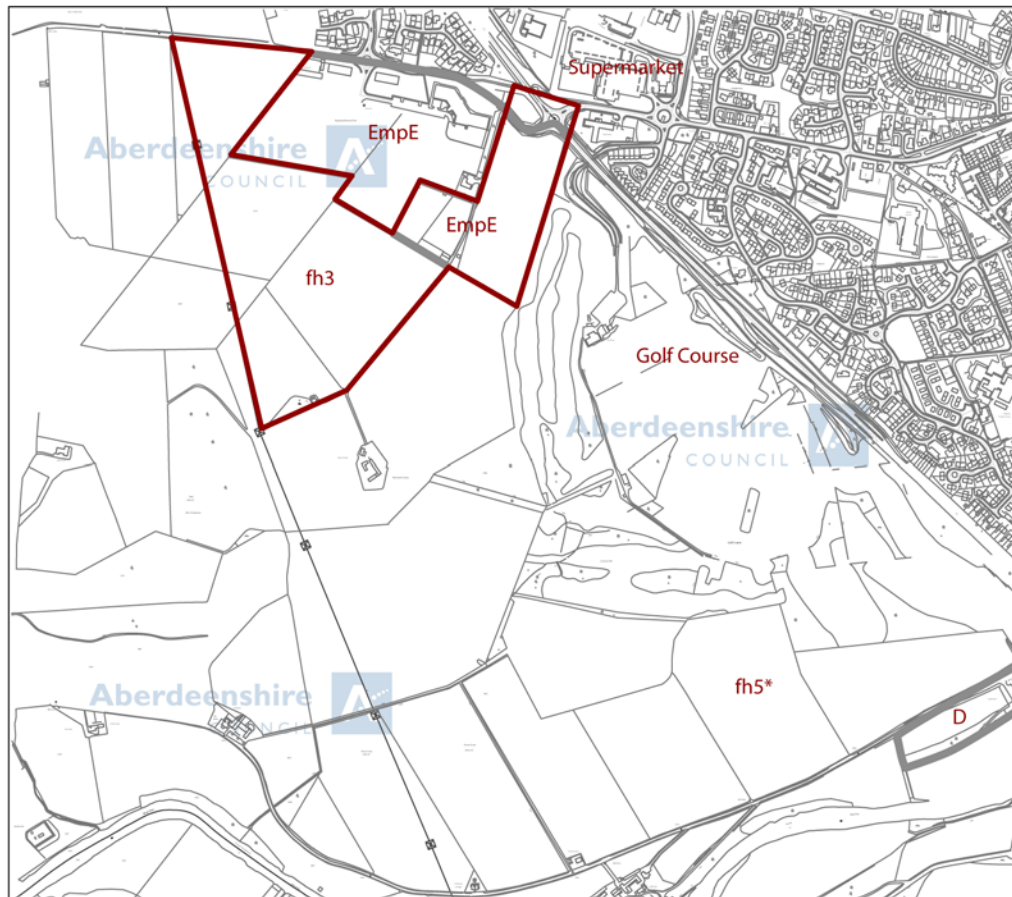 Supermarket
EmpE
Aberdeenshire
COUNCIL
EmpE
fh3
Golf Course
Aberdeenshire
COUNCIL
fh5*
Aberdeenshire
COUNCIL
D